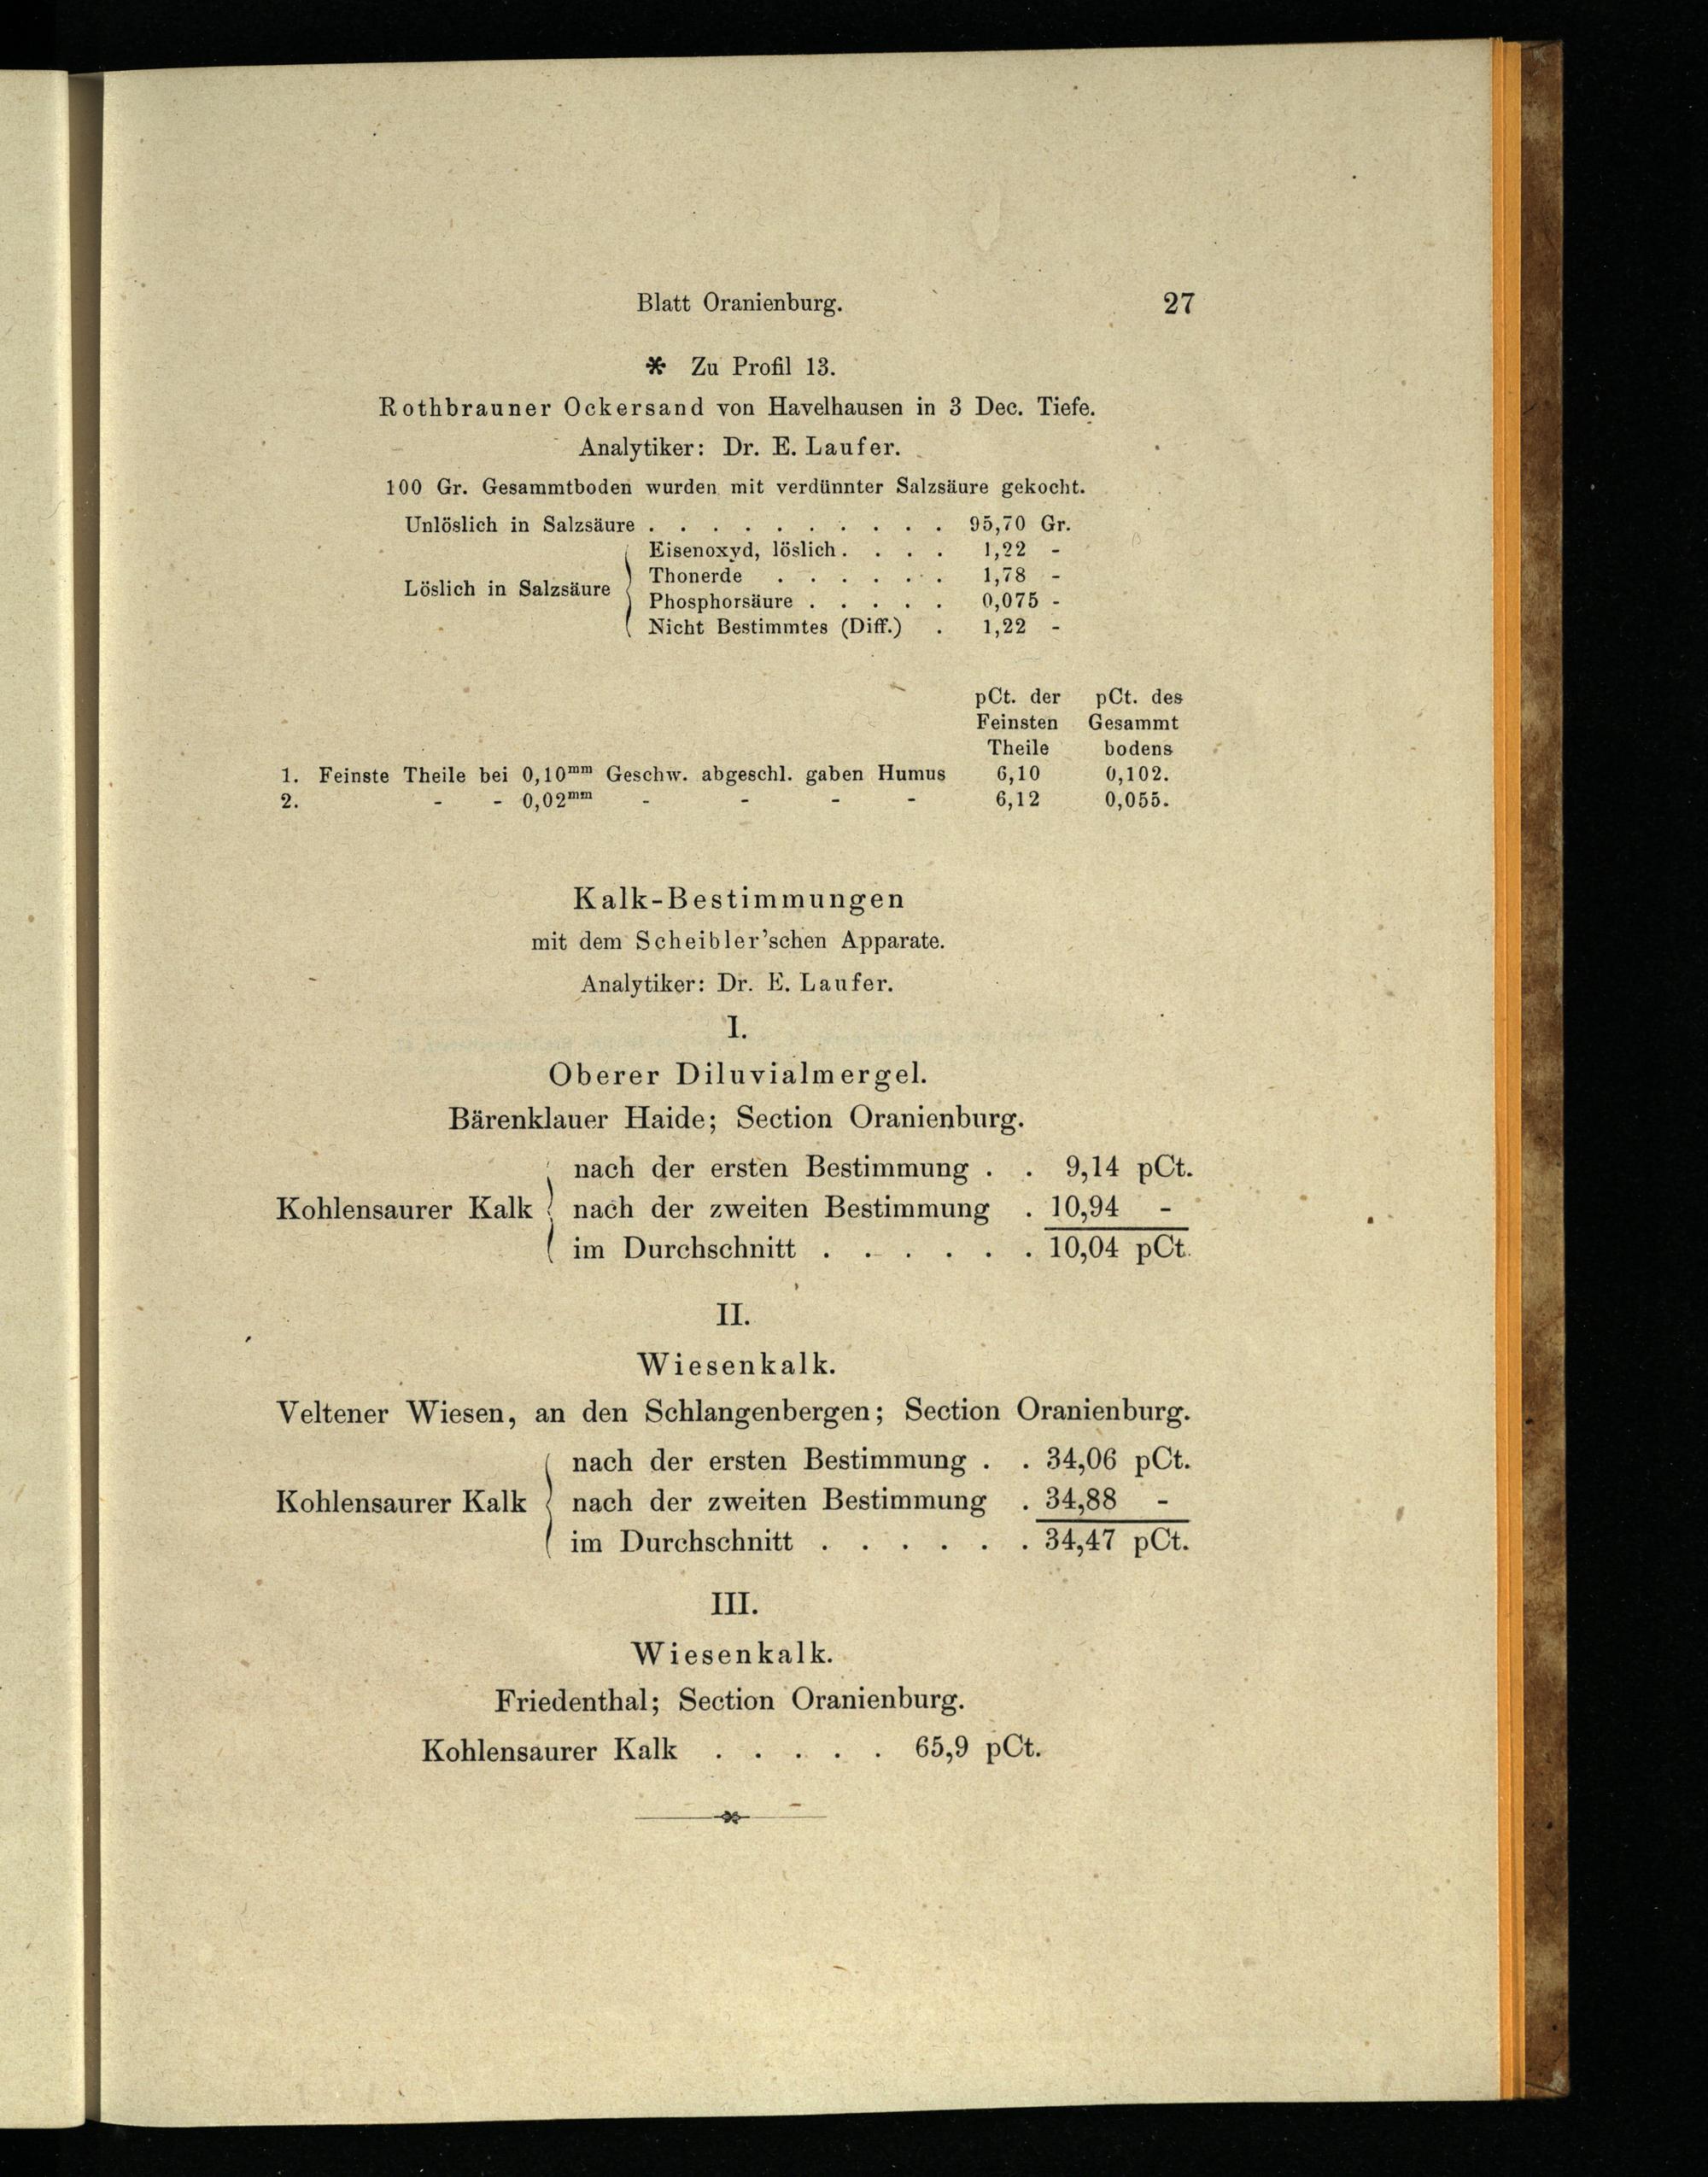 Blatt Oranienburg. 27
* Zu Profil 13.
Rothbrauner Ockersand von Havelhausen in 3 Dec. Tiefe.
Analytiker: Dr. E. Laufer.
100 Gr. Gesammtboden wurden mit verdünnter Salzsäure gekocht.
Unlöslich in Salzsäure . . . . . . . . . . 95,70 Gr.
Eisenoxyd, löslich . . . . 1,22 -
Thonerde . . . . . . 1,78 -
Löslich in Salzsäure
Phosphorsäure . . . . . 0,075 -
Nicht Bestimmtes (Diff.) . 1,22 -
pCt. der pCt. des
Feinsten Gesammt
Theile bodens
1. Feinste Theile bei 0,10mm Geschw. abgeschl. gaben Humus 6,10 0,102.
2. - - 0,02mm - - - - 6,12 0,055.
Kalk-Bestimmungen
mit dem Scheibler'schen Apparate.
Analytiker: Dr. E. Laufer.
I.
Oberer Diluvialmergel.
Bärenklauer Haide; Section Oranienburg.
nach der ersten Bestimmung . . 9,14 pCt.
Kohlensaurer Kalk nach der zweiten Bestimmung . 10,94 -
im Durchschnitt . . . . . . 10,04 pCt.
II.
Wiesenkalk.
Veltener Wiesen, an den Schlangenbergen; Section Oranienburg.
nach der ersten Bestimmung . . 34,06 pCt.
Kohlensaurer Kalk nach der zweiten Bestimmung . 34,88 -
im Durchschnitt . . . . . . 34,47 pCt.
III.
Wiesenkalk.
Friedenthal; Section Oranienburg.
Kohlensaurer Kalk . . . . . 65,9 pCt.